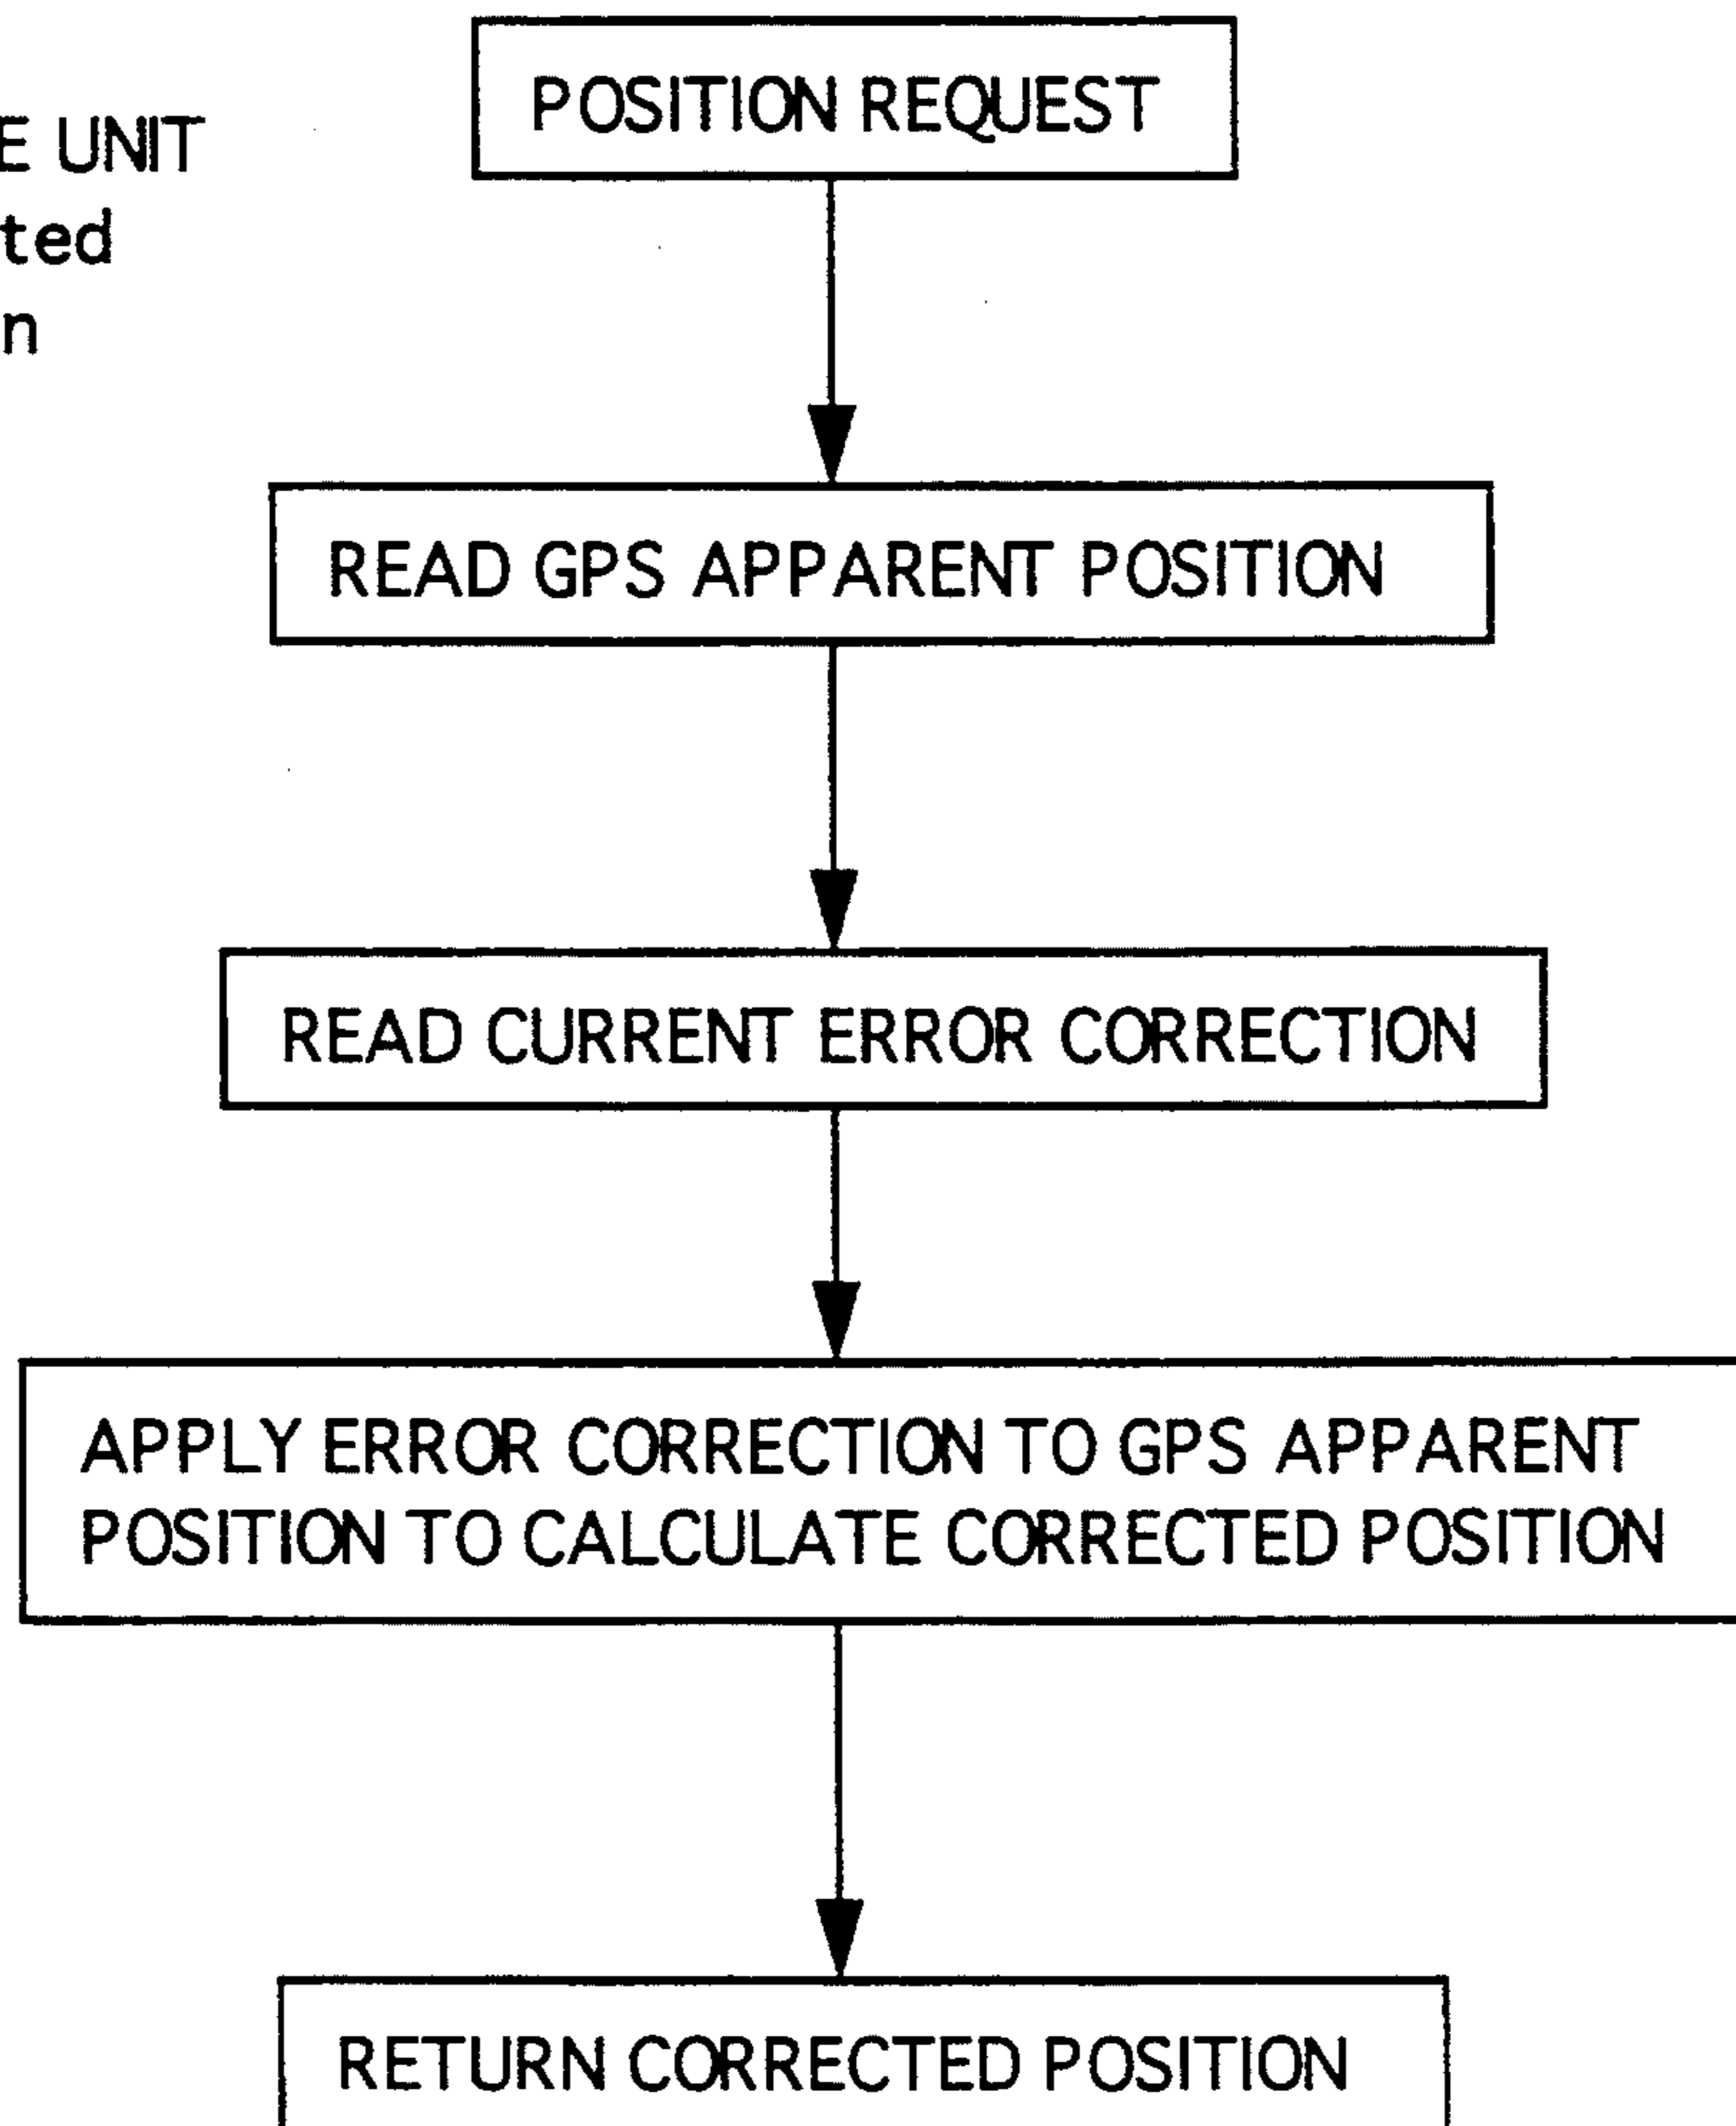 POSITION REQUEST
UNIT
READ GPS APPARENT POSITION
READ CURRENT ERROR CORRECTION
APPLY ERROR CORRECTION TO GPS APPARENT
POSITION TO CALCULATE CORRECTED POSITION
RETURN CORRECTED POSITION